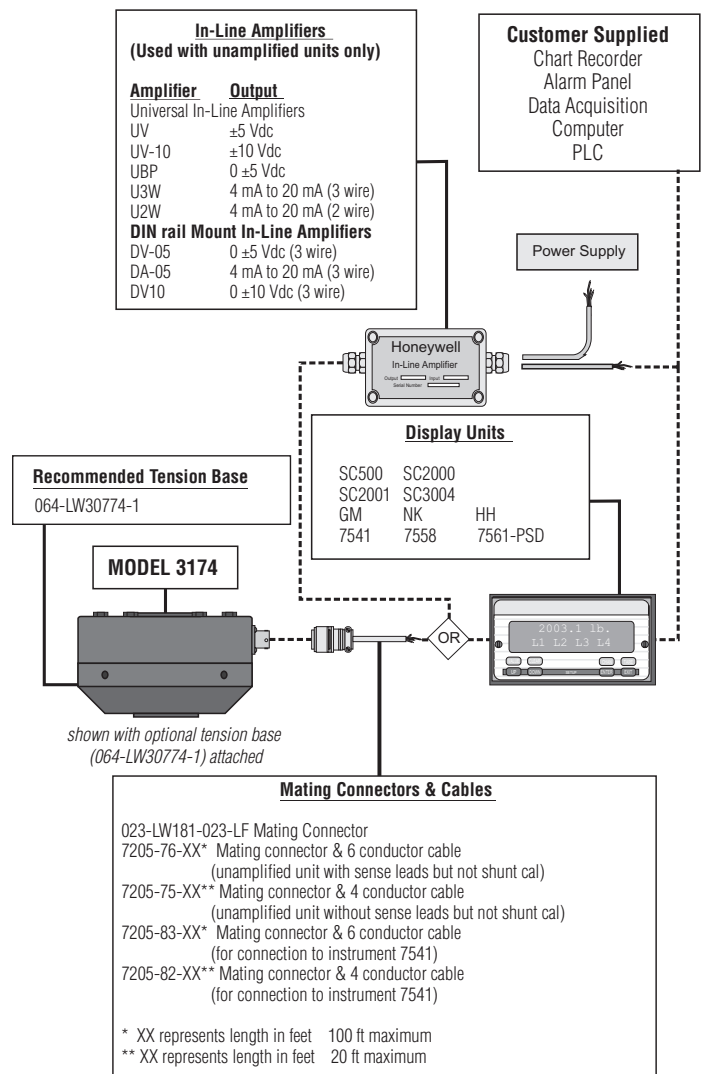 In-Line Amplifiers
(Used with unamplified units only)
Amplifier Output
Universal In-Line Amplifiers
UV ±5 Vdc
UV-10 ±10 Vdc
UBP 0 ±5 Vdc
U3W 4 mA to 20 mA (3 wire)
U2W 4 mA to 20 mA (2 wire)
DIN rail Mount In-Line Amplifiers
DV-05 0 ±5 Vdc (3 wire)
DA-05 4 mA to 20 mA (3 wire)
DV10 0 ±10 Vdc (3 wire)
Customer Supplied
Chart Recorder
Alarm Panel
Data Acquisition
Computer
PLC
Power Supply
Honeywell
In-Line Amplifier
Output Input
Serial Number
Display Units
SC500 SC2000
SC2001 SC3004
GM NK HH
7541 7558 7561-PSD
Recommended Tension Base
064-LW30774-1
MODEL 3174
OR
2003.1 lb.
L1 L2 L3 L4
shown with optional tension base
(064-LW30774-1) attached
Mating Connectors & Cables
023-LW181-023-LF Mating Connector
7205-76-XX* Mating connector & 6 conductor cable
(unamplified unit with sense leads but not shunt cal)
7205-75-XX** Mating connector & 4 conductor cable
(unamplified unit without sense leads but not shunt cal)
7205-83-XX* Mating connector & 6 conductor cable
(for connection to instrument 7541)
7205-82-XX** Mating connector & 4 conductor cable
(for connection to instrument 7541)
* XX represents length in feet 100 ft maximum
** XX represents length in feet 20 ft maximum